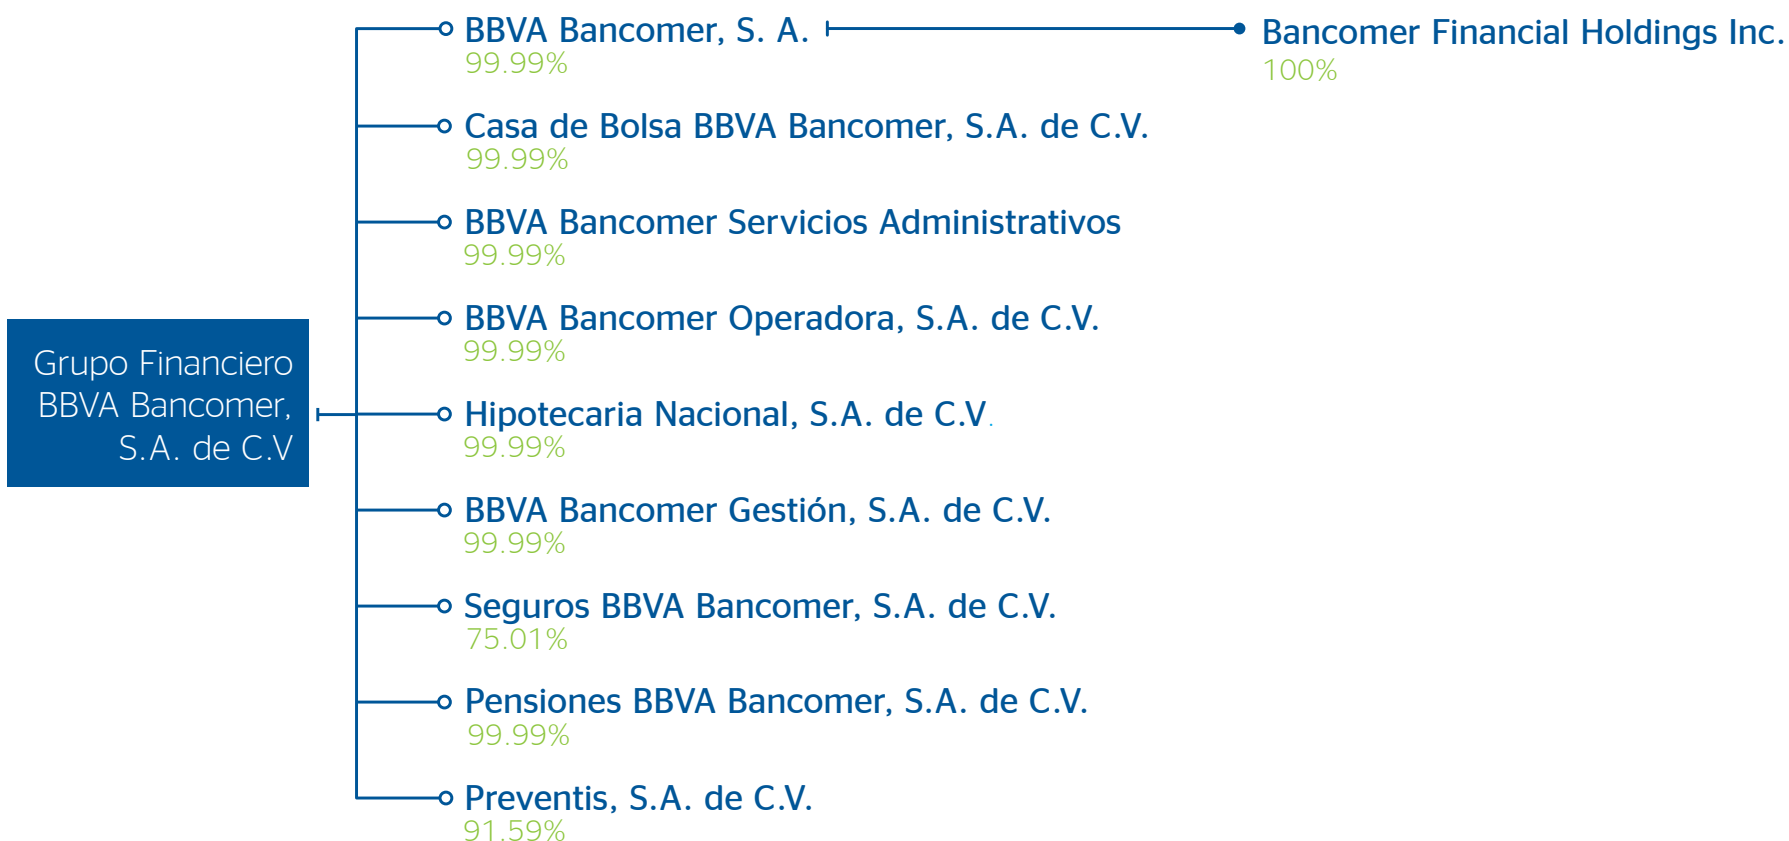 Grupo Financiero
BBVA Bancomer,
S.A. de C.V
BBVA Bancomer, S. A.
99.99%
Bancomer Financial Holdings Inc.
100%
Casa de Bolsa BBVA Bancomer, S.A. de C.V.
99.99%
BBVA Bancomer Servicios Administrativos
99.99%
BBVA Bancomer Operadora, S.A. de C.V.
99.99%
Hipotecaria Nacional, S.A. de C.V.
99.99%
BBVA Bancomer Gestión, S.A. de C.V.
99.99%
Seguros BBVA Bancomer, S.A. de C.V.
75.01%
Pensiones BBVA Bancomer, S.A. de C.V.
99.99%
Preventis, S.A. de C.V.
91.59%